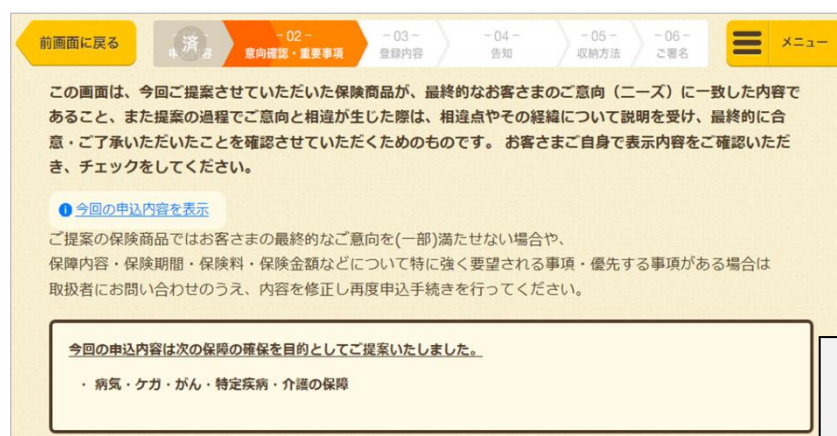 前画面に戻る
済
- 02 -
意向確認・重要事項
- 03 -
登録内容
- 04 -
告知
- 05 -
収納方法
- 06 -
ご署名
メニュー
この画面は、今回ご提案させていただいた保険商品が、最終的なお客さまのご意向（ニーズ）に一致した内容で
あること、また提案の過程でご意向と相違が生じた際は、相違点やその経緯について説明を受け、最終的に合
意・ご了承いただいたことを確認させていただくためのものです。 お客さまご自身で表示内容をご確認いただ
き、チェックをしてください。
今回の申込内容を表示
ご提案の保険商品ではお客さまの最終的なご意向を(一部)満たせない場合や、
保障内容・保険期間・保険料・保険金額などについて特に強く要望される事項・優先する事項がある場合は
取扱者にお問い合わせのうえ、内容を修正し再度申込手続きを行ってください。
今回の申込内容は次の保障の確保を目的としてご提案いたしました。
・ 病気・ケガ・がん・特定疾病・介護の保障